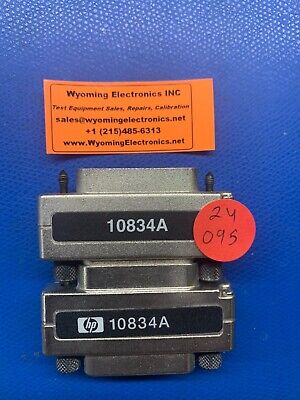 Wyoming Electronics INC
Test Equipment Sales, Repairs, Calibration
sales@wyomingelectronics.net
+1 (215)485-6313
www.WyomingElectronics.net
10834A
24
095
hp 10834A